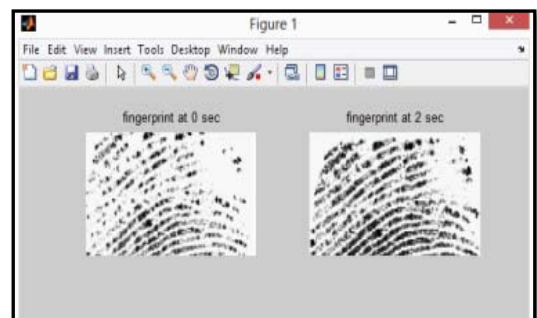 Figure 1
File Edit View Insert Tools Desktop Window Help
fingerprint at 0 sec
fingerprint at 2 sec